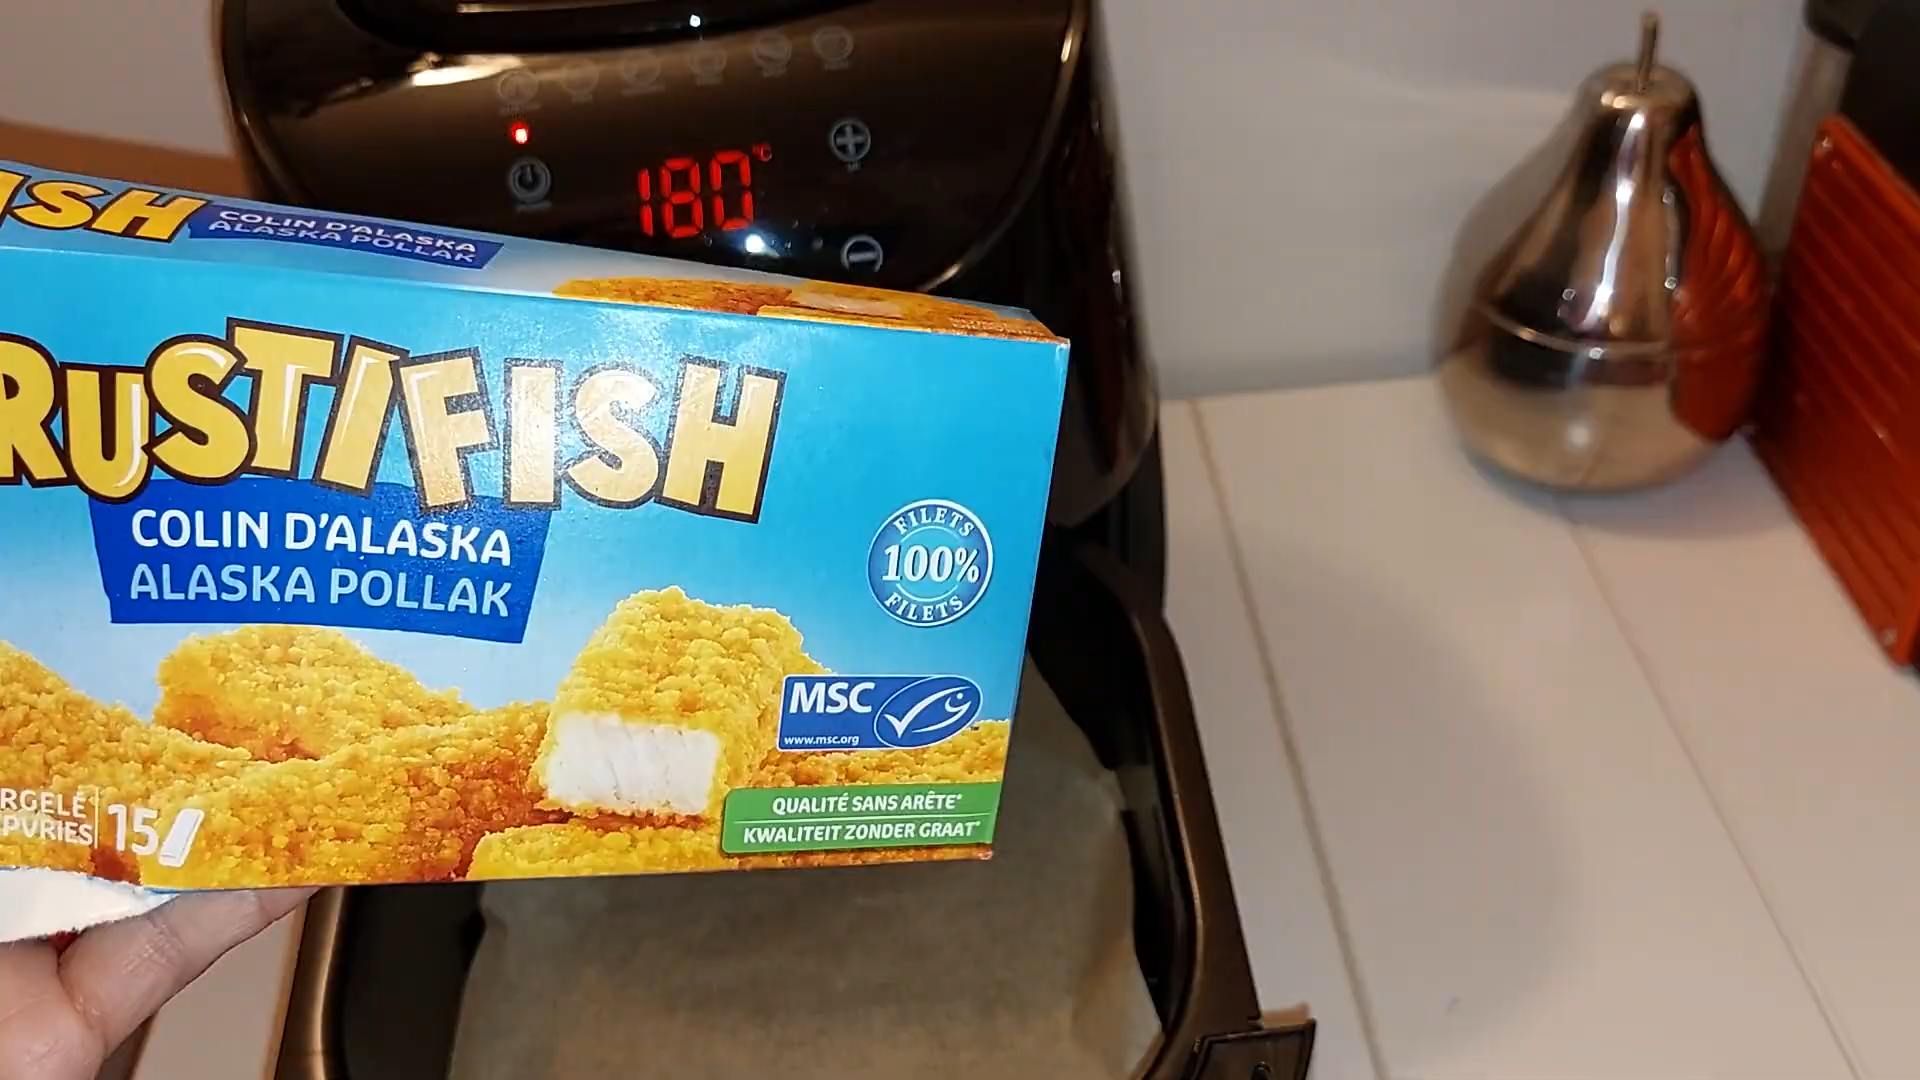 180°C
ISH COLIN D'ALASKA
ALASKA POLLAK
RUSTIFISH
COLIN D'ALASKA
ALASKA POLLAK
FILETS
100%
FILETS
MSC
www.msc.org
QUALITÉ SANS ARÊTE*
KWALITEIT ZONDER GRAAT*
RGELÉ
PVRIES
15